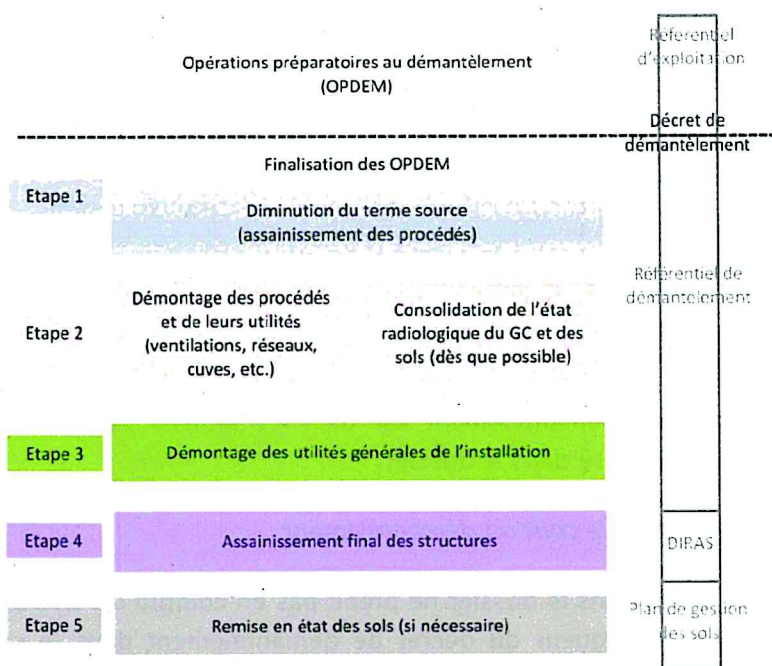 Opérations préparatoires au démantèlement
(OPDEM)
Référentiel
d'exploitation
Décret de
démantèlement
Finalisation des OPDEM
Etape 1
Diminution du terme source
(assainissement des procédés)
Référentiel de
démantelement
Etape 2
Démontage des procédés
et de leurs utilités
(ventilations, réseaux,
cuves, etc.)
Consolidation de l'état
radiologique du GC et des
sols (dès que possible)
Etape 3
Démontage des utilités générales de l'installation
Etape 4
Assainissement final des structures
DIRAS
Etape 5
Remise en état des sols (si nécessaire)
Plan de gestion
des sols